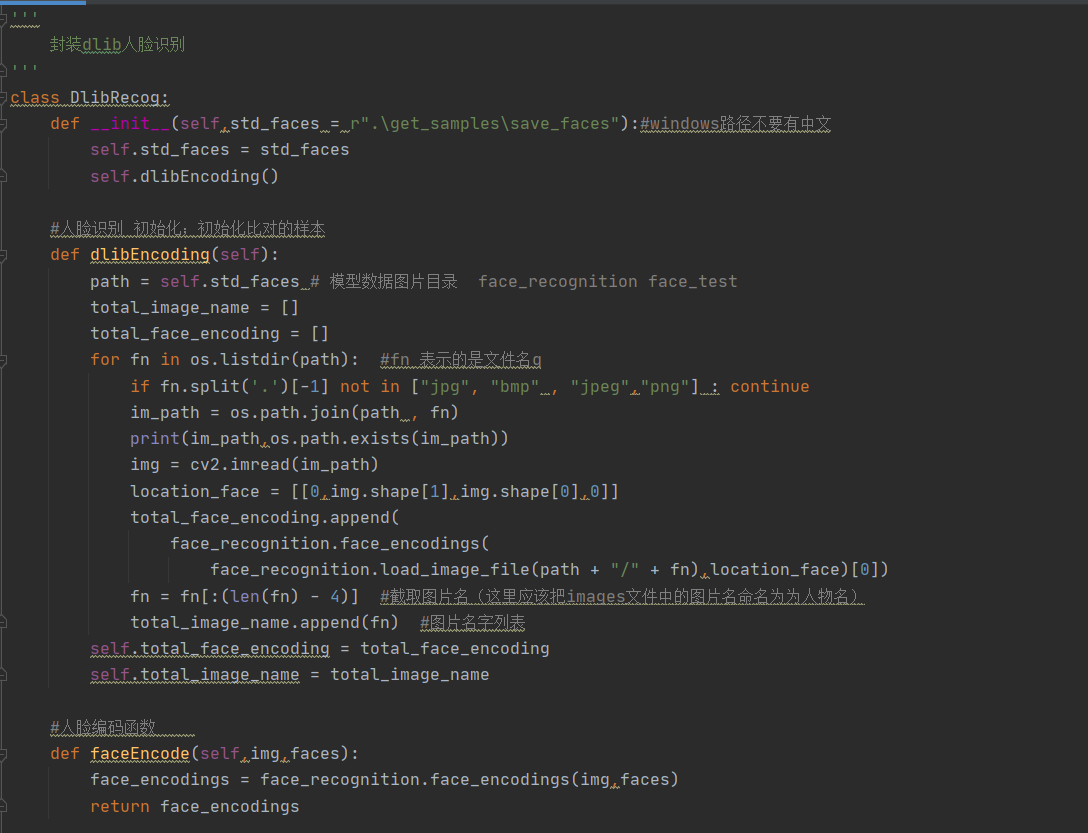 '''
    封装dlib人脸识别
'''
class DlibRecog:
    def __init__(self,std_faces = r".\get_samples\save_faces"):#windows路径不要有中文
        self.std_faces = std_faces
        self.dlibEncoding()

    #人脸识别 初始化：初始化比对的样本
    def dlibEncoding(self):
        path = self.std_faces # 模型数据图片目录  face_recognition face_test
        total_image_name = []
        total_face_encoding = []
        for fn in os.listdir(path):  #fn 表示的是文件名q
            if fn.split('.')[-1] not in ["jpg", "bmp" , "jpeg","png"] : continue
            im_path = os.path.join(path , fn)
            print(im_path,os.path.exists(im_path))
            img = cv2.imread(im_path)
            location_face = [[0,img.shape[1],img.shape[0],0]]
            total_face_encoding.append(
                face_recognition.face_encodings(
                    face_recognition.load_image_file(path + "/" + fn),location_face)[0])
            fn = fn[:(len(fn) - 4)]  #截取图片名（这里应该把images文件中的图片名命名为为人物名）
            total_image_name.append(fn)  #图片名字列表
        self.total_face_encoding = total_face_encoding
        self.total_image_name = total_image_name

    #人脸编码函数
    def faceEncode(self,img,faces):
        face_encodings = face_recognition.face_encodings(img,faces)
        return face_encodings